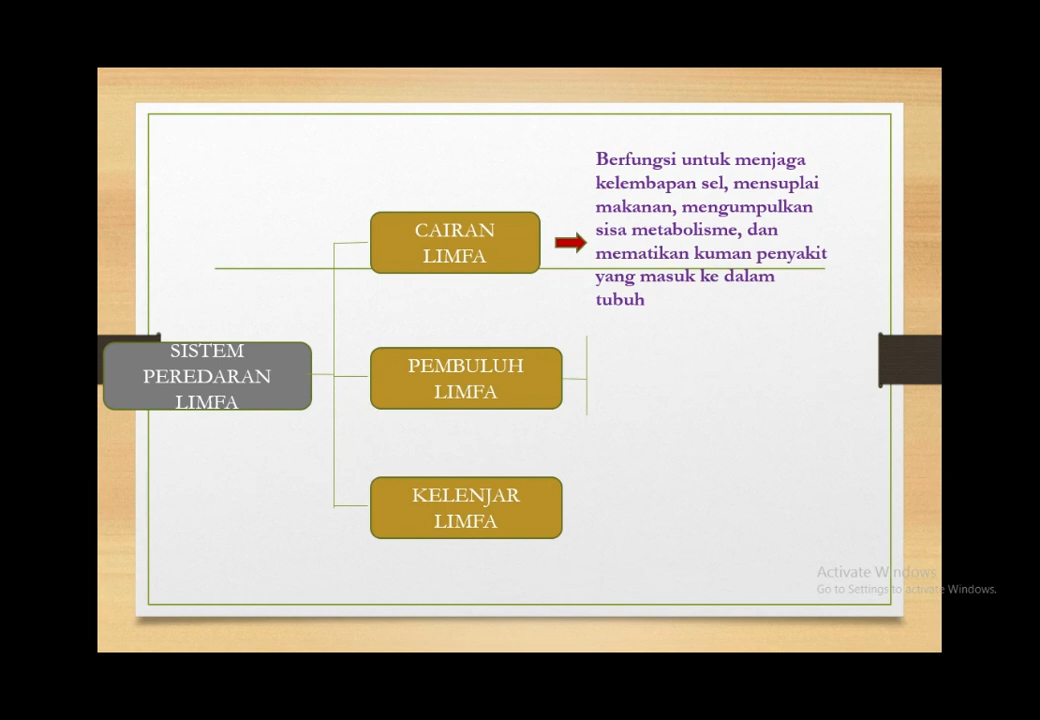 Berfungsi untuk menjaga
kelembapan sel, mensuplai
makanan, mengumpulkan
sisa metabolisme, dan
mematikan kuman penyakit
yang masuk ke dalam
tubuh
CAIRAN
LIMFA
SISTEM
PEREDARAN
LIMFA
PEMBULUH
LIMFA
KELENJAR
LIMFA
Activate Windows
Go to Settings to activate Windows.